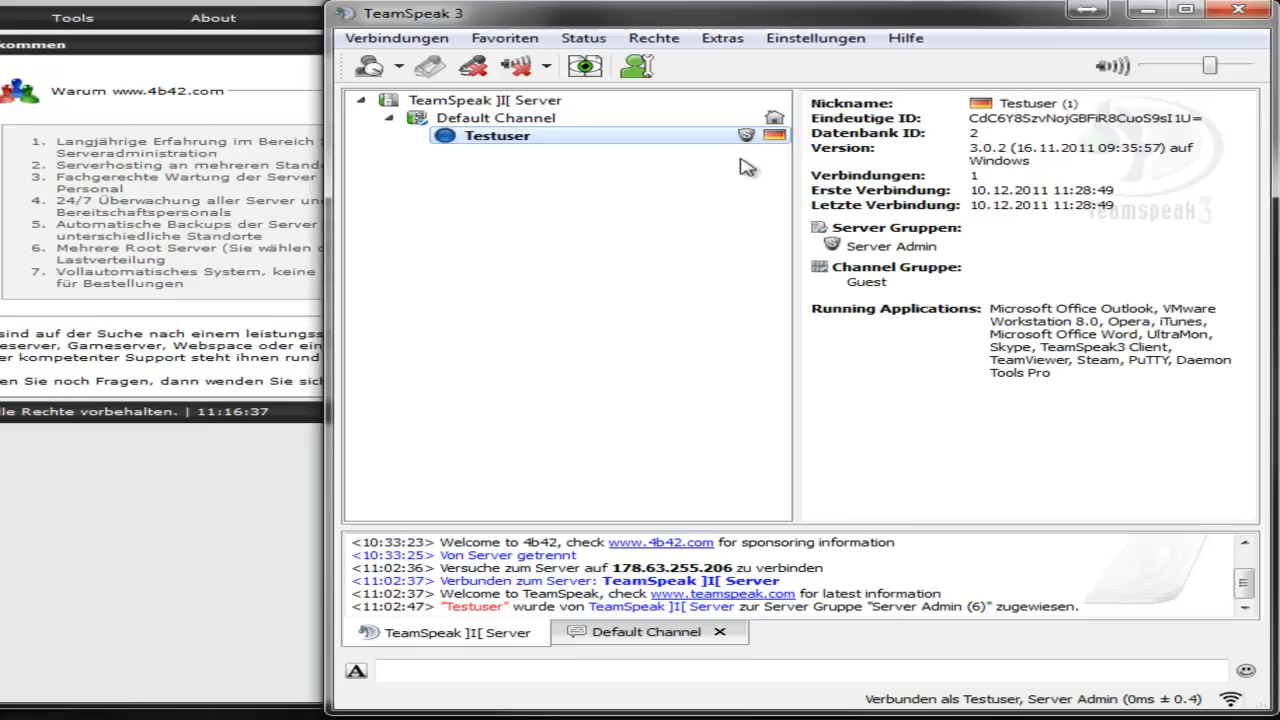 Tools About
kommen
Warum www.4b42.com
1. Langjährige Erfahrung im Bereich
Serveradministration
2. Serverhosting an mehreren Stand
3. Fachgerechte Wartung der Server
Personal
4. 24/7 Überwachung aller Server un
Bereitschaftspersonals
5. Automatische Backups der Server
unterschiedliche Standorte
6. Mehrere Root Server (Sie wählen
Lastverteilung
7. Vollautomatisches System, keine
für Bestellungen
sind auf der Suche nach einem leistungss
eserver, Gameserver, Webspace oder ein
er kompetenter Support steht ihnen rund
en Sie noch Fragen, dann wenden Sie sich
lle Rechte vorbehalten. | 11:16:37
TeamSpeak 3
Verbindungen Favoriten Status Rechte Extras Einstellungen Hilfe
TeamSpeak ]I[ Server
Default Channel
Testuser
Nickname: Testuser (1)
Eindeutige ID: CdC6Y8SzvNojGBFiR8CuoS9sI1U=
Datenbank ID: 2
Version: 3.0.2 (16.11.2011 09:35:57) auf
Windows
Verbindungen: 1
Erste Verbindung: 10.12.2011 11:28:49
Letzte Verbindung: 10.12.2011 11:28:49
teamspeak 3
Server Gruppen:
Server Admin
Channel Gruppe:
Guest
Running Applications: Microsoft Office Outlook, VMware
Workstation 8.0, Opera, iTunes,
Microsoft Office Word, UltraMon,
Skype, TeamSpeak3 Client,
TeamViewer, Steam, PuTTY, Daemon
Tools Pro
<10:33:23> Welcome to 4b42, check www.4b42.com for sponsoring information
<10:33:25> Von Server getrennt
<11:02:36> Versuche zum Server auf 178.63.255.206 zu verbinden
<11:02:37> Verbunden zum Server: TeamSpeak ]I[ Server
<11:02:37> Welcome to TeamSpeak, check www.teamspeak.com for latest information
<11:02:47> "Testuser" wurde von TeamSpeak ]I[ Server zur Server Gruppe "Server Admin (6)" zugewiesen.
TeamSpeak ]I[ Server Default Channel
A
Verbunden als Testuser, Server Admin (0ms ± 0.4)